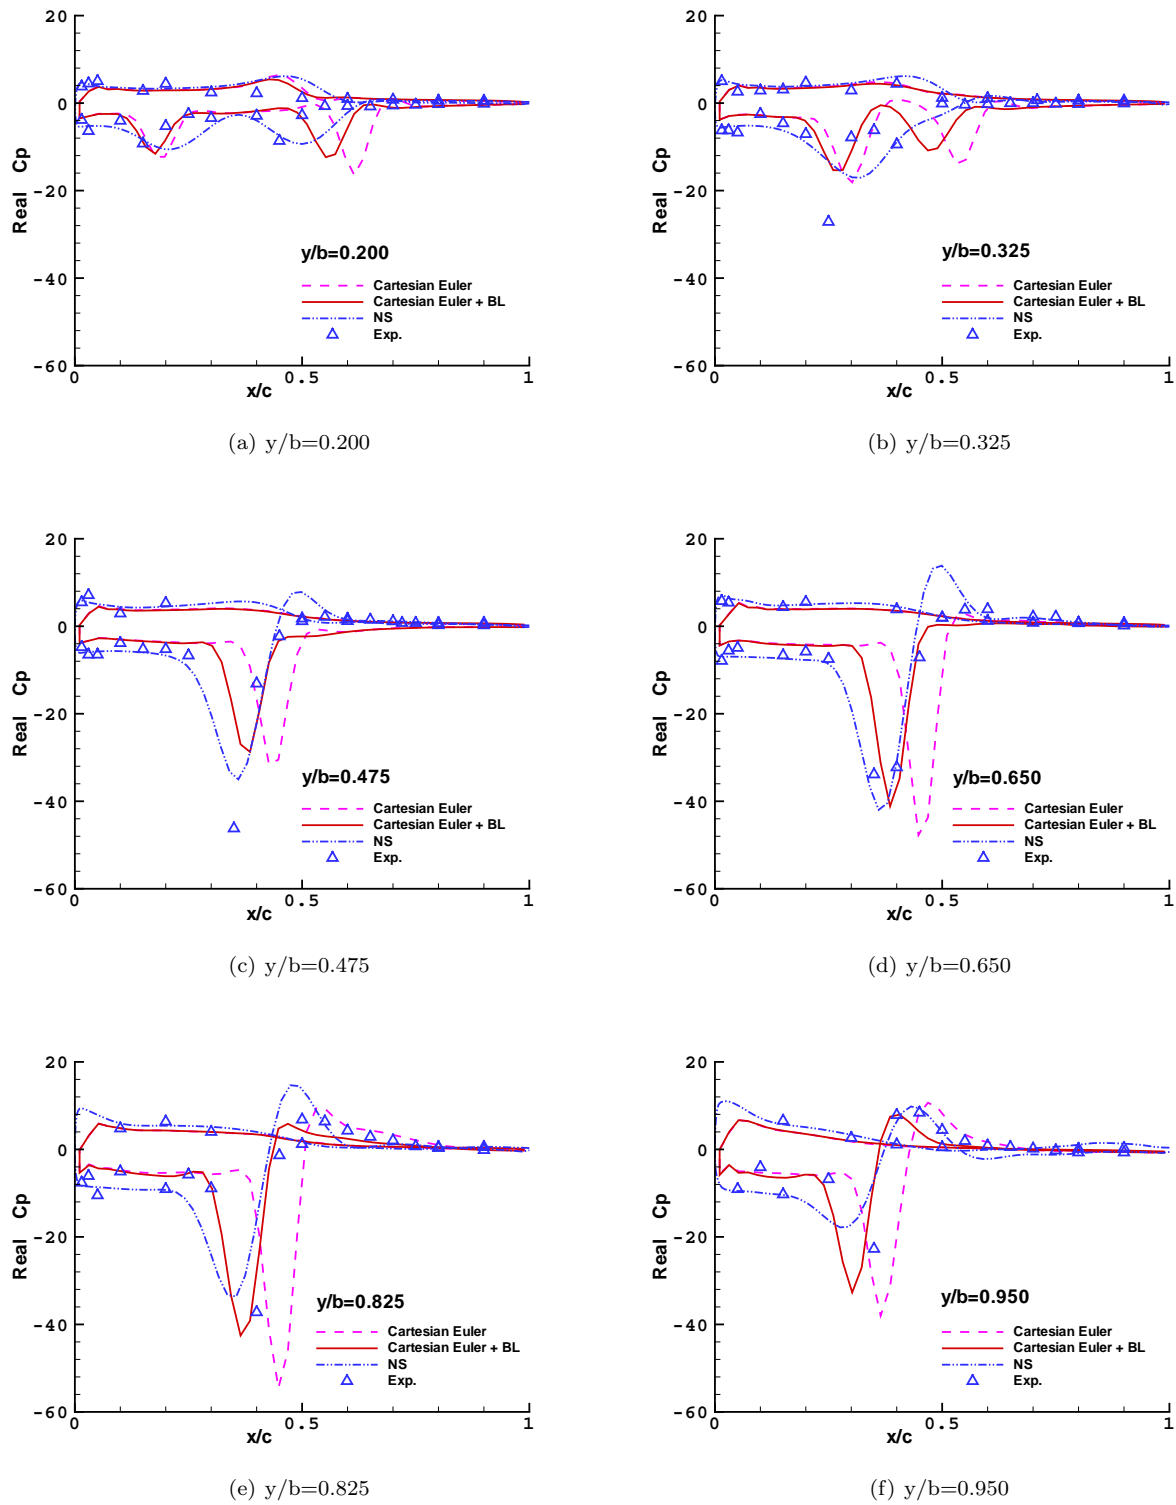 20
0
-20
-40
-60
Real Cp
0
0.5
1
x/c
y/b=0.200
Cartesian Euler
Cartesian Euler + BL
NS
Exp.
(a) y/b=0.200
20
0
-20
-40
-60
Real Cp
0
0.5
1
x/c
y/b=0.325
Cartesian Euler
Cartesian Euler + BL
NS
Exp.
(b) y/b=0.325
20
0
-20
-40
-60
Real Cp
0
0.5
1
x/c
y/b=0.475
Cartesian Euler
Cartesian Euler + BL
NS
Exp.
(c) y/b=0.475
20
0
-20
-40
-60
Real Cp
0
0.5
1
x/c
y/b=0.650
Cartesian Euler
Cartesian Euler + BL
NS
Exp.
(d) y/b=0.650
20
0
-20
-40
-60
Real Cp
0
0.5
1
x/c
y/b=0.825
Cartesian Euler
Cartesian Euler + BL
NS
Exp.
(e) y/b=0.825
20
0
-20
-40
-60
Real Cp
0
0.5
1
x/c
y/b=0.950
Cartesian Euler
Cartesian Euler + BL
NS
Exp.
(f) y/b=0.950